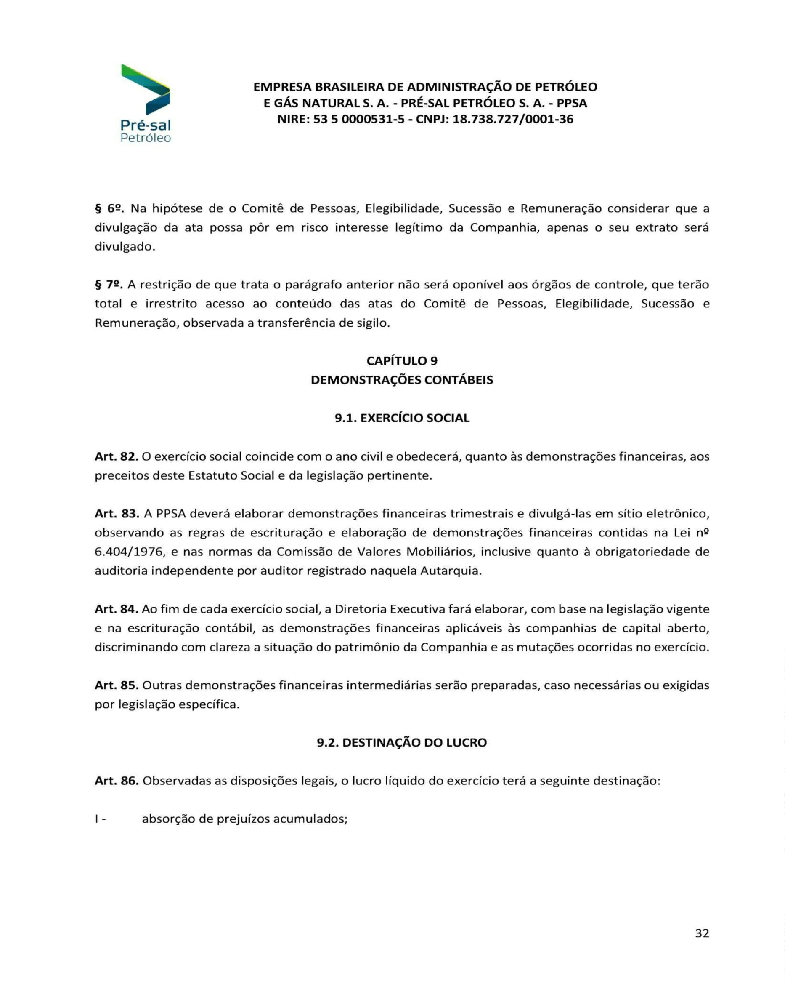 Pré-sal
Petróleo
EMPRESA BRASILEIRA DE ADMINISTRAÇÃO DE PETRÓLEO
E GÁS NATURAL S. A. - PRÉ-SAL PETRÓLEO S. A. - PPSA
NIRE: 53 5 0000531-5 - CNPJ: 18.738.727/0001-36
§ 6º. Na hipótese de o Comitê de Pessoas, Elegibilidade, Sucessão e Remuneração considerar que a
divulgação da ata possa pôr em risco interesse legítimo da Companhia, apenas o seu extrato será
divulgado.
§ 7º. A restrição de que trata o parágrafo anterior não será oponível aos órgãos de controle, que terão
total e irrestrito acesso ao conteúdo das atas do Comitê de Pessoas, Elegibilidade, Sucessão e
Remuneração, observada a transferência de sigilo.
CAPÍTULO 9
DEMONSTRAÇÕES CONTÁBEIS
9.1. EXERCÍCIO SOCIAL
Art. 82. O exercício social coincide com o ano civil e obedecerá, quanto às demonstrações financeiras, aos
preceitos deste Estatuto Social e da legislação pertinente.
Art. 83. A PPSA deverá elaborar demonstrações financeiras trimestrais e divulgá-las em sítio eletrônico,
observando as regras de escrituração e elaboração de demonstrações financeiras contidas na Lei nº
6.404/1976, e nas normas da Comissão de Valores Mobiliários, inclusive quanto à obrigatoriedade de
auditoria independente por auditor registrado naquela Autarquia.
Art. 84. Ao fim de cada exercício social, a Diretoria Executiva fará elaborar, com base na legislação vigente
e na escrituração contábil, as demonstrações financeiras aplicáveis às companhias de capital aberto,
discriminando com clareza a situação do patrimônio da Companhia e as mutações ocorridas no exercício.
Art. 85. Outras demonstrações financeiras intermediárias serão preparadas, caso necessárias ou exigidas
por legislação específica.
9.2. DESTINAÇÃO DO LUCRO
Art. 86. Observadas as disposições legais, o lucro líquido do exercício terá a seguinte destinação:
I - absorção de prejuízos acumulados;
32